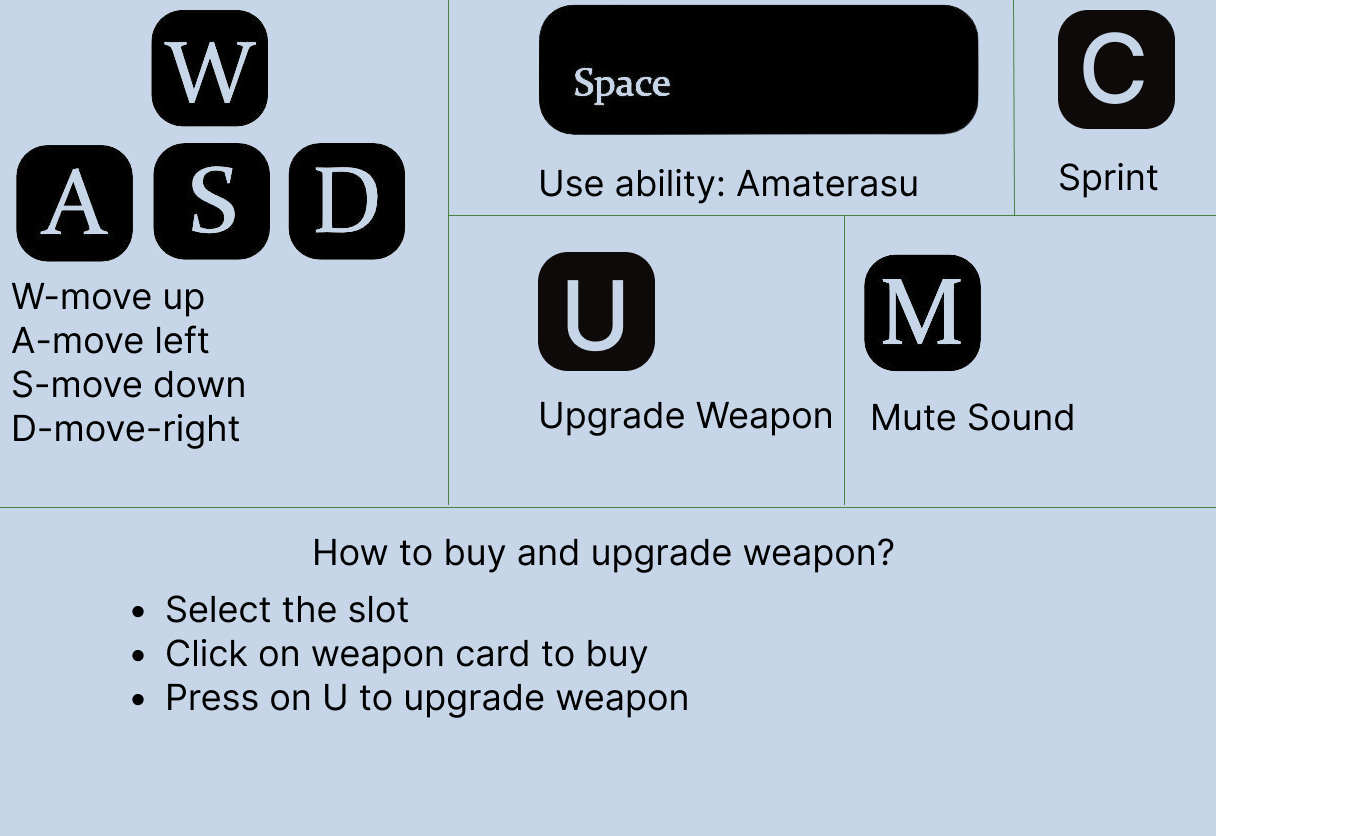 W
A S D
W-move up
A-move left
S-move down
D-move-right
Space
Use ability: Amaterasu
C
Sprint
U
Upgrade Weapon
M
Mute Sound
How to buy and upgrade weapon?
• Select the slot
• Click on weapon card to buy
• Press on U to upgrade weapon